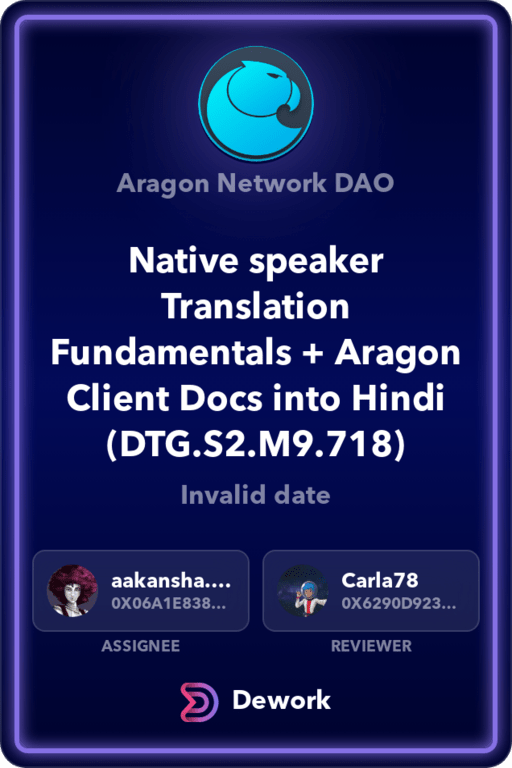 Aragon Network DAO
Native speaker
Translation
Fundamentals + Aragon
Client Docs into Hindi
(DTG.S2.M9.718)
Invalid date
aakansha....
0X06A1E838...
ASSIGNEE
Carla78
0X6290D923...
REVIEWER
Dework